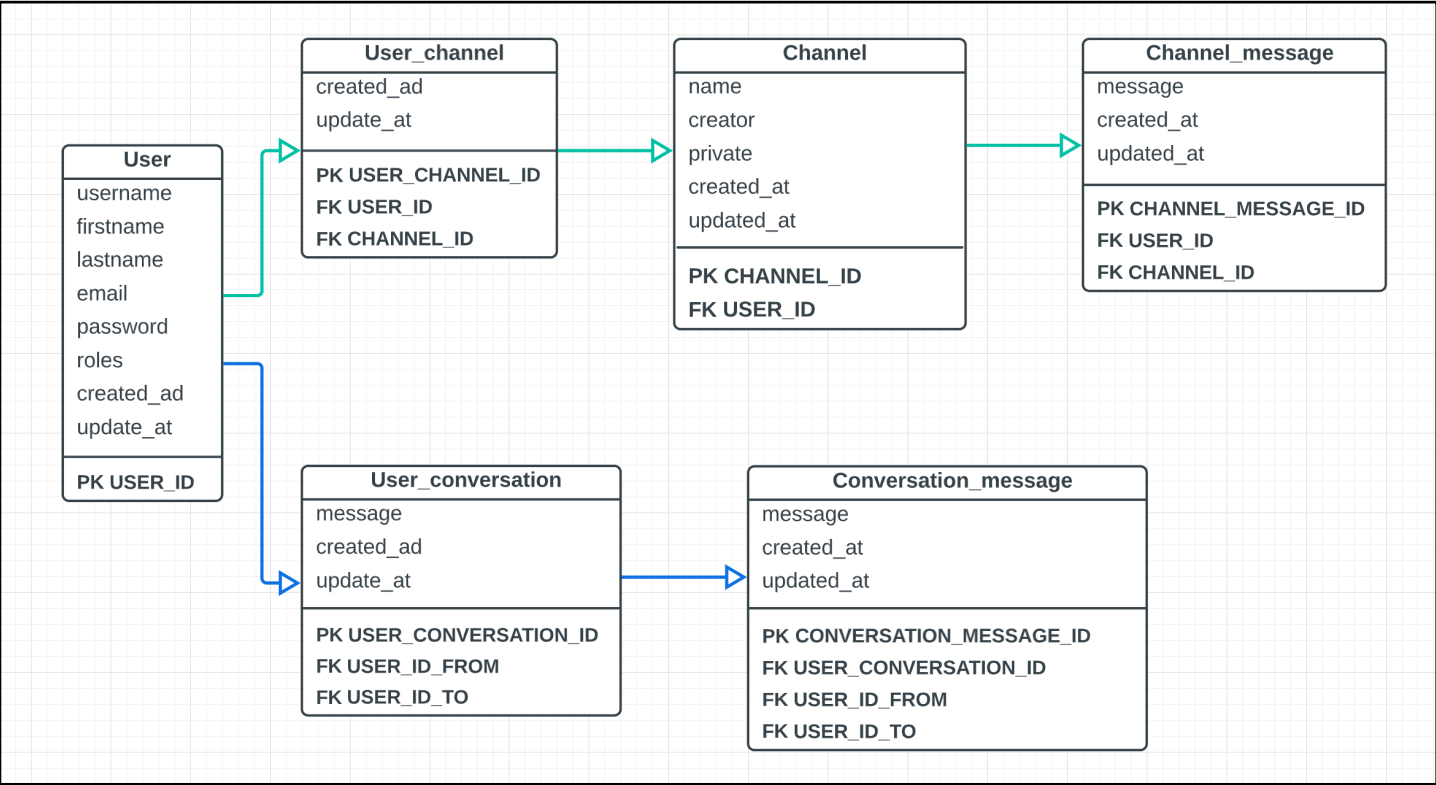 User
username
firstname
lastname
email
password
roles
created_ad
update_at
PK USER_ID
User_channel
created_ad
update_at
PK USER_CHANNEL_ID
FK USER_ID
FK CHANNEL_ID
Channel
name
creator
private
created_at
updated_at
PK CHANNEL_ID
FK USER_ID
Channel_message
message
created_at
updated_at
PK CHANNEL_MESSAGE_ID
FK USER_ID
FK CHANNEL_ID
User_conversation
message
created_ad
update_at
PK USER_CONVERSATION_ID
FK USER_ID_FROM
FK USER_ID_TO
Conversation_message
message
created_at
updated_at
PK CONVERSATION_MESSAGE_ID
FK USER_CONVERSATION_ID
FK USER_ID_FROM
FK USER_ID_TO